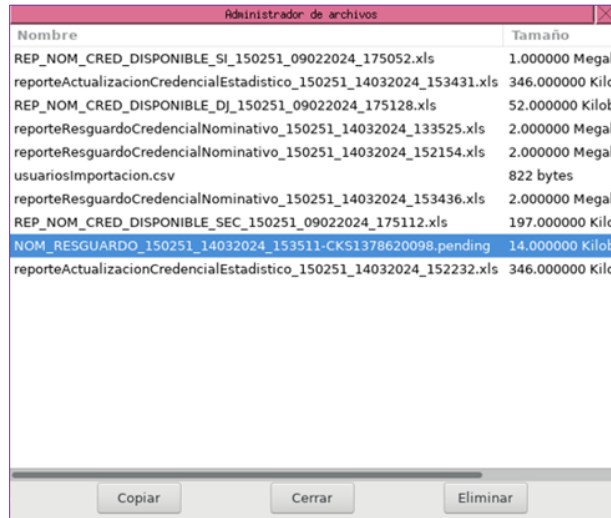 Administrador de archivos
Nombre Tamaño
REP_NOM_CRED_DISPONIBLE_SI_150251_09022024_175052.xls 1.000000 Megal
reporteActualizacionCredencialEstadistico_150251_14032024_153431.xls 346.000000 Kilo
REP_NOM_CRED_DISPONIBLE_DJ_150251_09022024_175128.xls 52.000000 Kilob
reporteResguardoCredencialNominativo_150251_14032024_133525.xls 2.000000 Megal
reporteResguardoCredencialNominativo_150251_14032024_152154.xls 2.000000 Megal
usuariosImportacion.csv 822 bytes
reporteResguardoCredencialNominativo_150251_14032024_153436.xls 2.000000 Megal
REP_NOM_CRED_DISPONIBLE_SEC_150251_09022024_175112.xls 197.000000 Kilo
NOM_RESGUARDO_150251_14032024_153511-CKS1378620098.pending 14.000000 Kilob
reporteActualizacionCredencialEstadistico_150251_14032024_152232.xls 346.000000 Kilo
Copiar Cerrar Eliminar